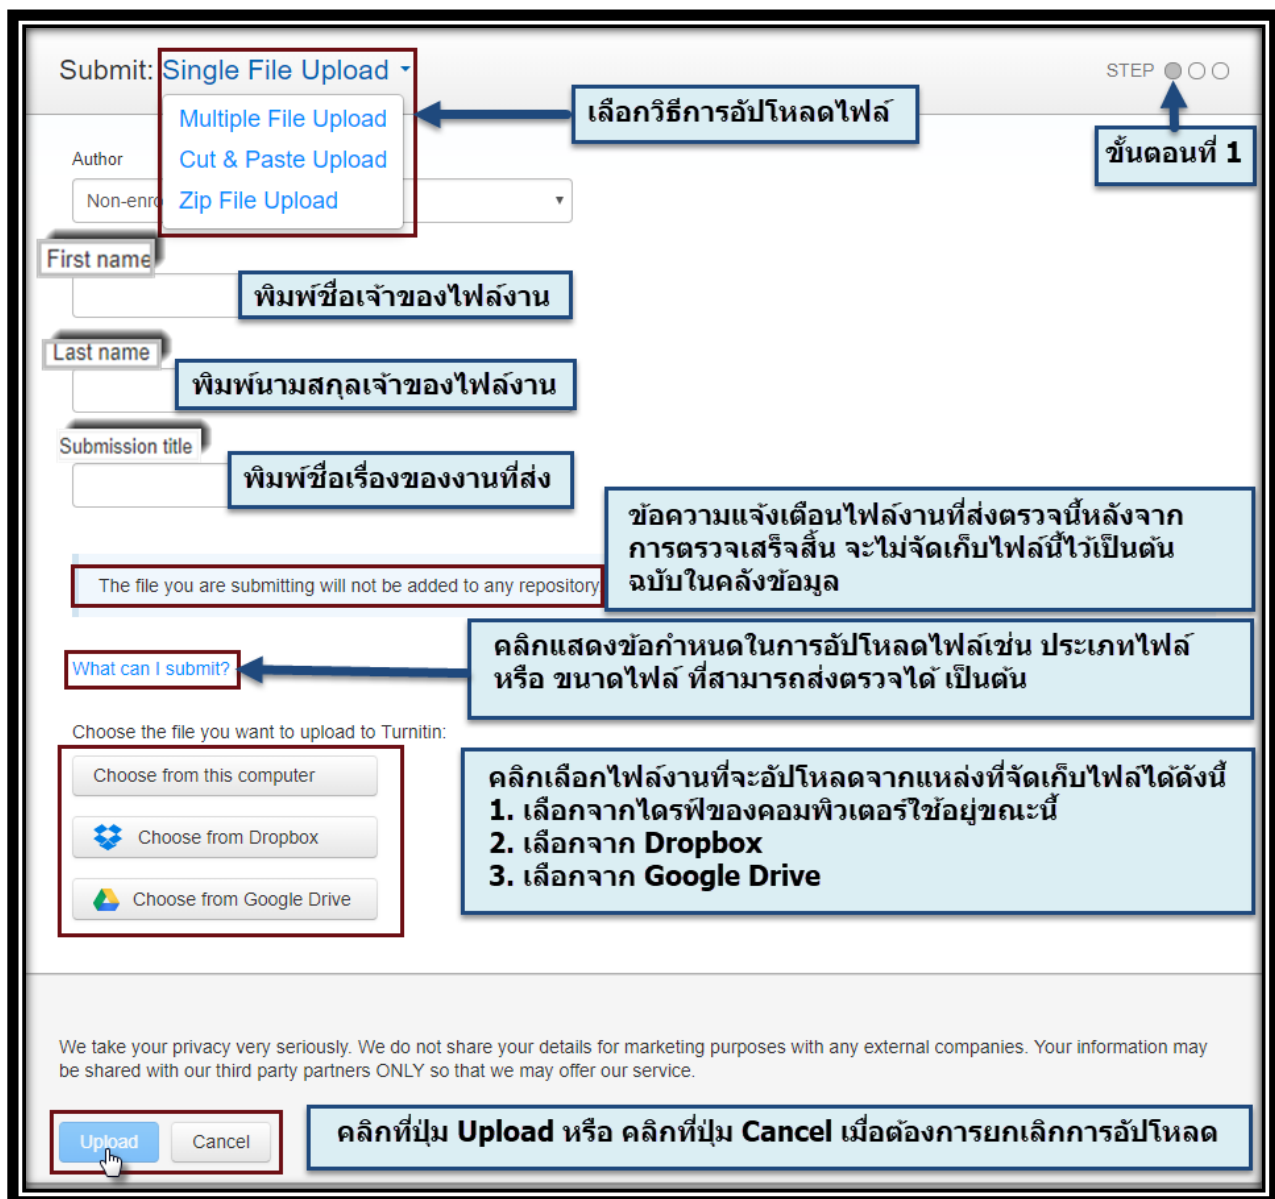 Submit: Single File Upload
STEP
Multiple File Upload
Cut & Paste Upload
Zip File Upload
เลือกวิธีการอัปโหลดไฟล์
ขั้นตอนที่ 1
Author
Non-enro
First name
พิมพ์ชื่อเจ้าของไฟล์งาน
Last name
พิมพ์นามสกุลเจ้าของไฟล์งาน
Submission title
พิมพ์ชื่อเรื่องของงานที่ส่ง
ข้อความแจ้งเตือนไฟล์งานที่ส่งตรวจนี้หลังจาก
การตรวจเสร็จสิ้น จะไม่จัดเก็บไฟล์นี้ไว้เป็นต้น
ฉบับในคลังข้อมูล
The file you are submitting will not be added to any repository
คลิกแสดงข้อกำหนดในการอัปโหลดไฟล์เช่น ประเภทไฟล์
หรือ ขนาดไฟล์ ที่สามารถส่งตรวจได้ เป็นต้น
What can I submit?
Choose the file you want to upload to Turnitin:
Choose from this computer
Choose from Dropbox
Choose from Google Drive
คลิกเลือกไฟล์งานที่จะอัปโหลดจากแหล่งที่จัดเก็บไฟล์ได้ดังนี้
1. เลือกจากไดรฟ์ของคอมพิวเตอร์ใช้อยู่ขณะนี้
2. เลือกจาก Dropbox
3. เลือกจาก Google Drive
We take your privacy very seriously. We do not share your details for marketing purposes with any external companies. Your information may
be shared with our third party partners ONLY so that we may offer our service.
Upload
Cancel
คลิกที่ปุ่ม Upload หรือ คลิกที่ปุ่ม Cancel เมื่อต้องการยกเลิกการอัปโหลด